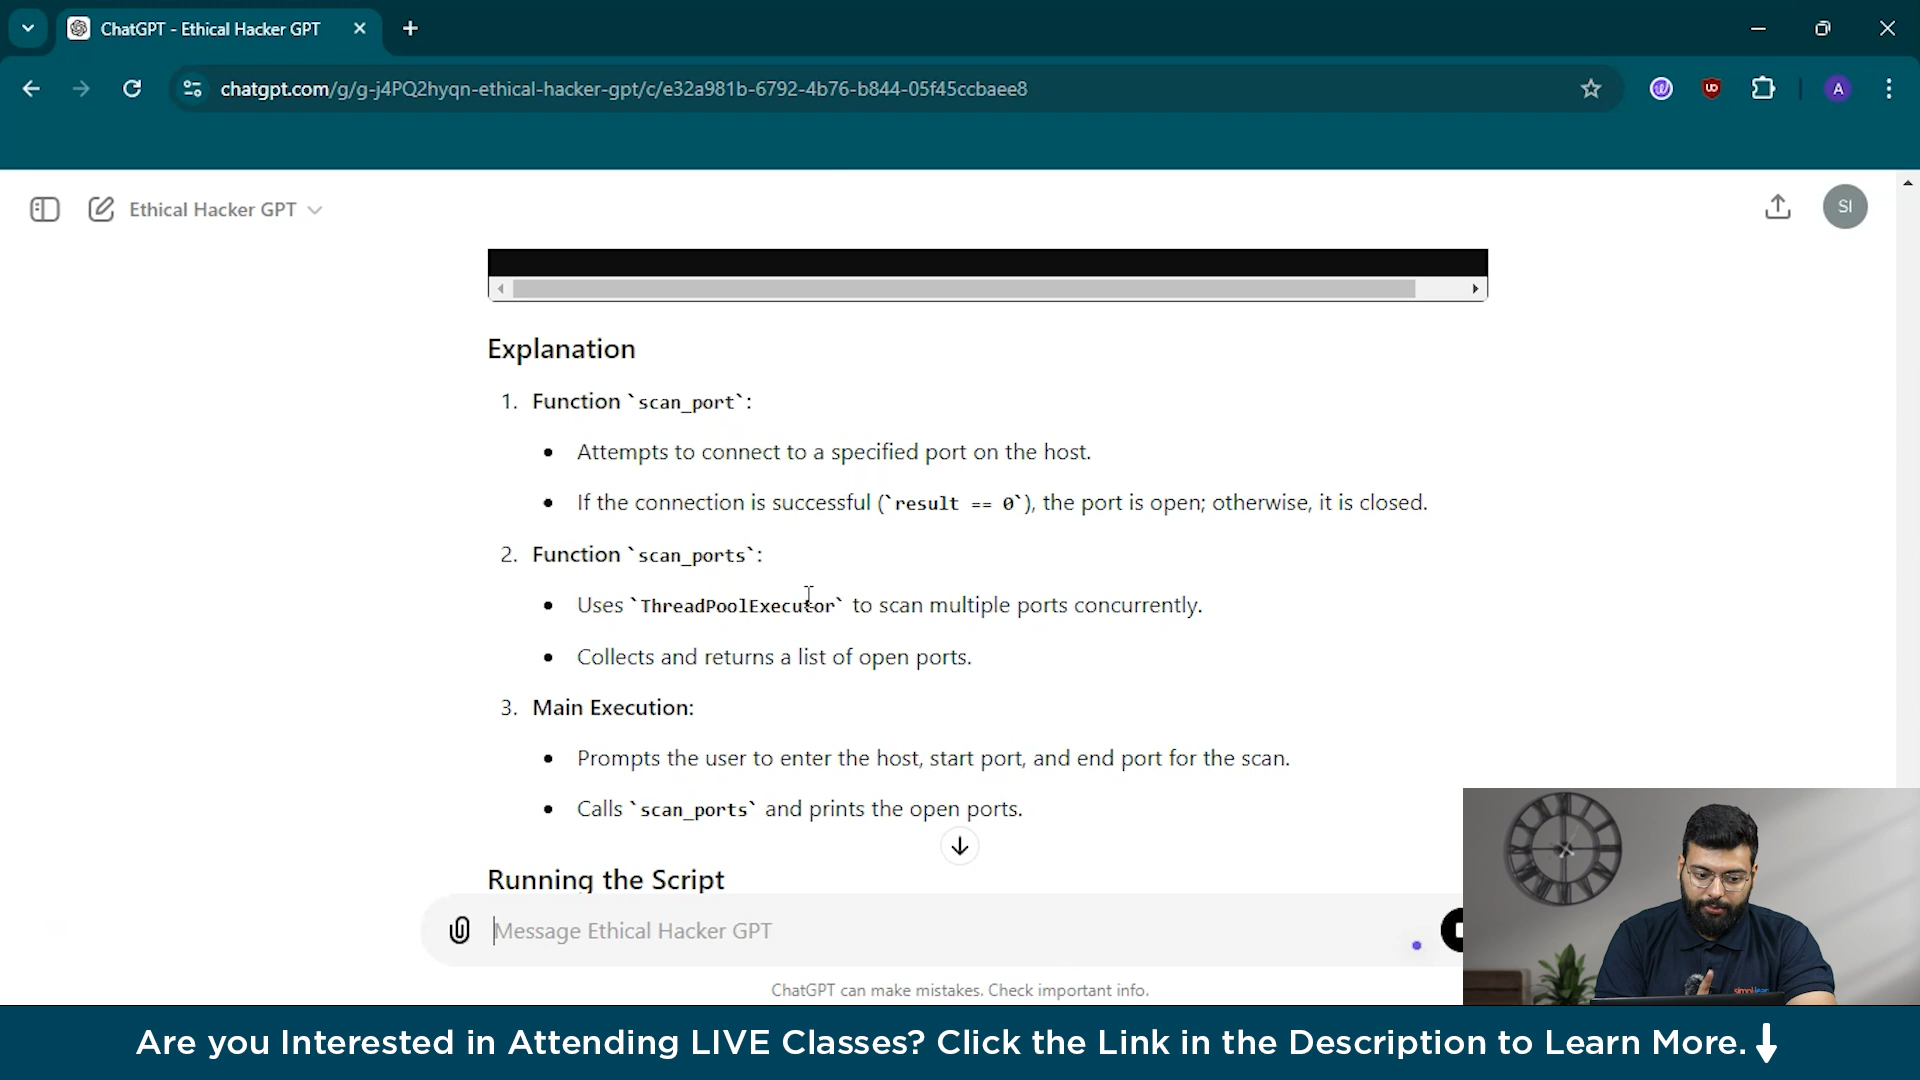 ChatGPT - Ethical Hacker GPT
chatgpt.com/g/g-j4PQ2hyqn-ethical-hacker-gpt/c/e32a981b-6792-4b76-b844-05f45ccbaee8
A
Ethical Hacker GPT
SI
Explanation
1. Function `scan_port`:
• Attempts to connect to a specified port on the host.
• If the connection is successful (`result == 0`), the port is open; otherwise, it is closed.
2. Function `scan_ports`:
• Uses `ThreadPoolExecutor` to scan multiple ports concurrently.
• Collects and returns a list of open ports.
3. Main Execution:
• Prompts the user to enter the host, start port, and end port for the scan.
• Calls `scan_ports` and prints the open ports.
Running the Script
Message Ethical Hacker GPT
ChatGPT can make mistakes. Check important info.
Are you Interested in Attending LIVE Classes? Click the Link in the Description to Learn More.